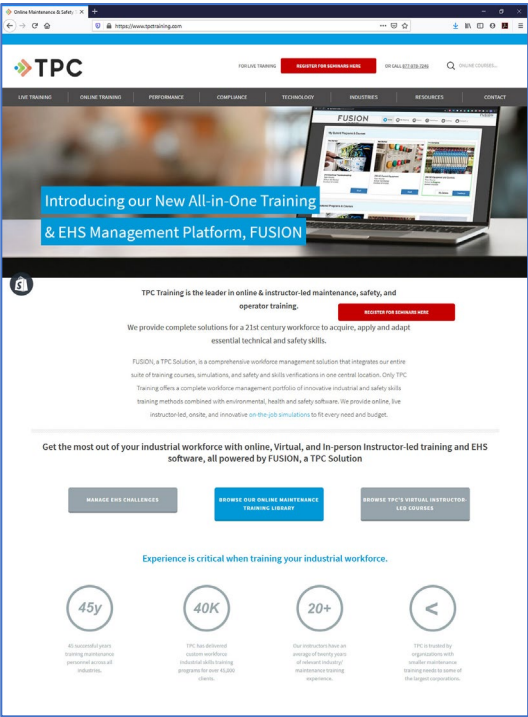 Online Maintenance & Safety
https://www.tpctraining.com
TPC
FOR LIVE TRAINING
REGISTER FOR SEMINARS HERE
OR CALL 877-978-7246
ONLINE COURSES...
LIVE TRAINING
ONLINE TRAINING
PERFORMANCE
COMPLIANCE
TECHNOLOGY
INDUSTRIES
RESOURCES
CONTACT
FUSION
Introducing our New All-in-One Training
& EHS Management Platform, FUSION
TPC Training is the leader in online & instructor-led maintenance, safety, and
operator training.
REGISTER FOR SEMINARS HERE
We provide complete solutions for a 21st century workforce to acquire, apply and adapt
essential technical and safety skills.
FUSION, a TPC Solution, is a comprehensive workforce management solution that integrates our entire
suite of training courses, simulations, and safety and skills verifications in one central location. Only TPC
Training offers a complete workforce management portfolio of innovative industrial and safety skills
training methods combined with environmental, health and safety software. We provide online, live
instructor-led, onsite, and innovative on-the-job simulations to fit every need and budget.
Get the most out of your industrial workforce with online, Virtual, and In-person Instructor-led training and EHS
software, all powered by FUSION, a TPC Solution
MANAGE EHS CHALLENGES
BROWSE OUR ONLINE MAINTENANCE
TRAINING LIBRARY
BROWSE TPC'S VIRTUAL INSTRUCTOR-
LED COURSES
Experience is critical when training your industrial workforce.
45y
40K
20+
<
45 successful years
training maintenance
personnel across all
industries.
TPC has delivered
custom workforce
industrial skills training
programs for over 45,000
clients.
Our instructors have an
average of twenty years
of relevant industry/
maintenance training
experience.
TPC is trusted by
organizations with
smaller maintenance
training needs to some of
the largest corporations.